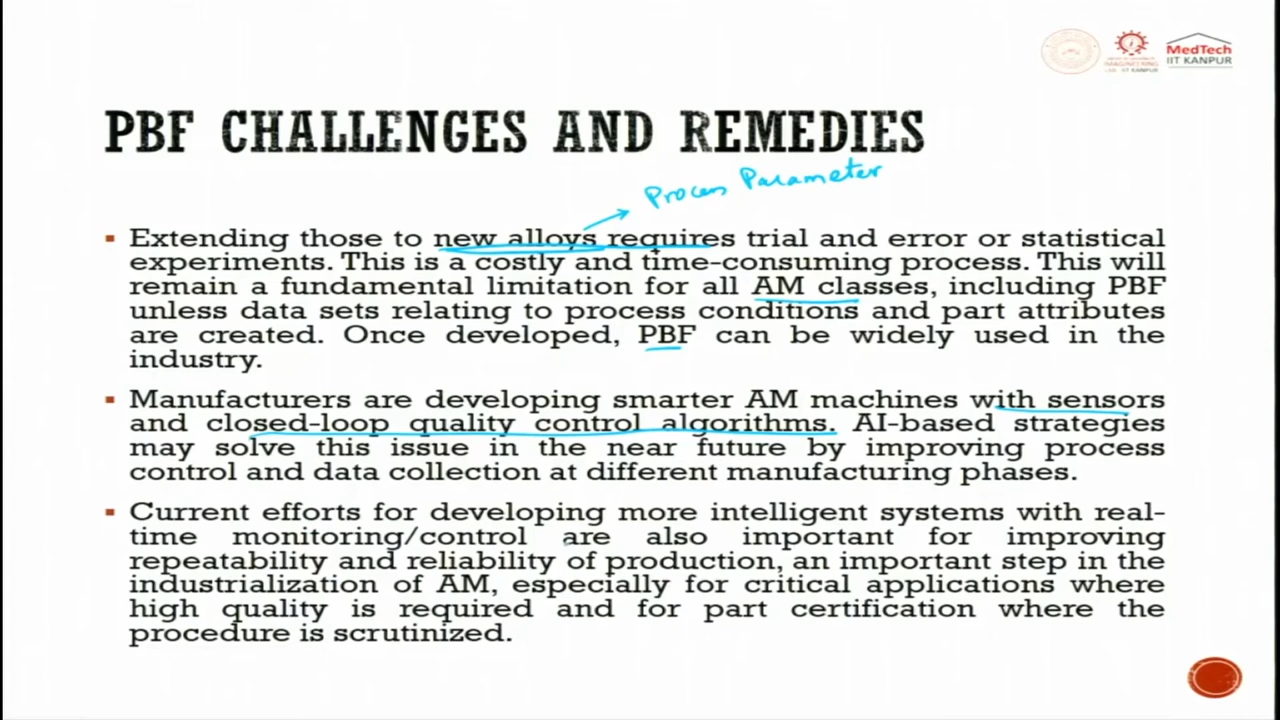 MedTech
IIT KANPUR
PBF CHALLENGES AND REMEDIES
Process Parameter
Extending those to new alloys requires trial and error or statistical
experiments. This is a costly and time-consuming process. This will
remain a fundamental limitation for all AM classes, including PBF
unless data sets relating to process conditions and part attributes
are created. Once developed, PBF can be widely used in the
industry.
Manufacturers are developing smarter AM machines with sensors
and closed-loop quality control algorithms. AI-based strategies
may solve this issue in the near future by improving process
control and data collection at different manufacturing phases.
Current efforts for developing more intelligent systems with real-
time monitoring/control are also important for improving
repeatability and reliability of production, an important step in the
industrialization of AM, especially for critical applications where
high quality is required and for part certification where the
procedure is scrutinized.